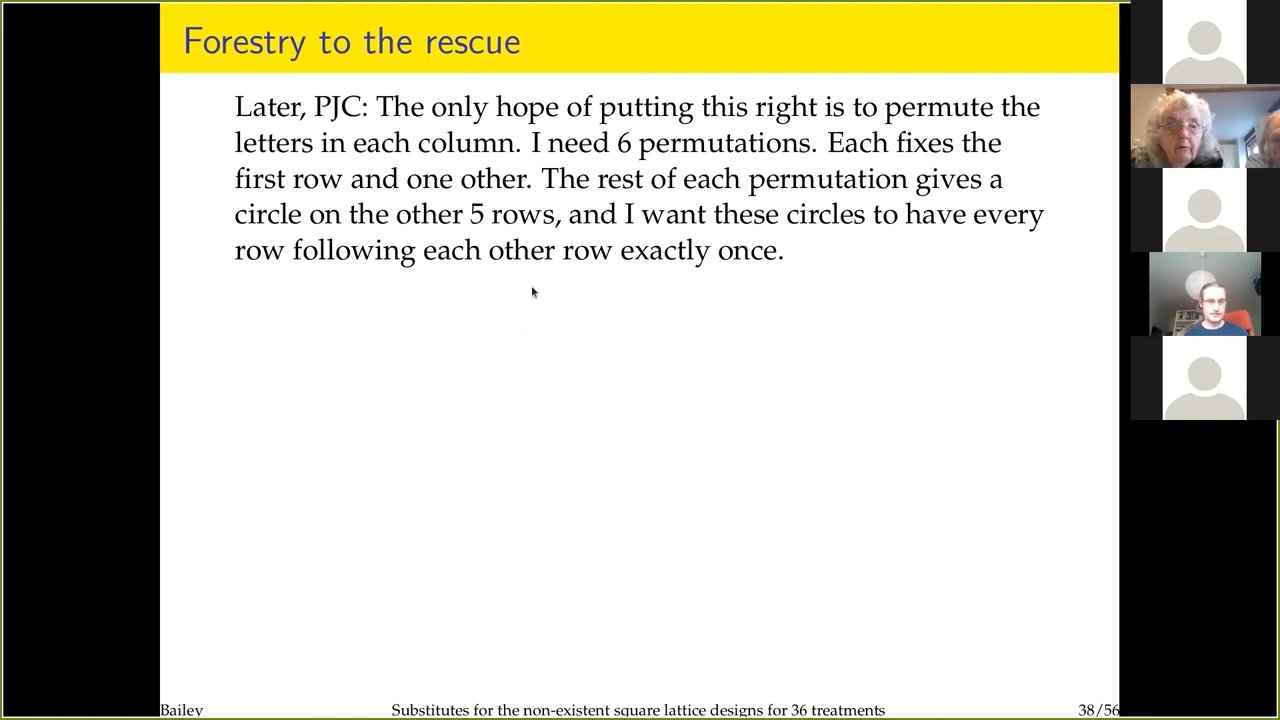 Forestry to the rescue
Later, PJC: The only hope of putting this right is to permute the
letters in each column. I need 6 permutations. Each fixes the
first row and one other. The rest of each permutation gives a
circle on the other 5 rows, and I want these circles to have every
row following each other row exactly once.
Bailey
Substitutes for the non-existent square lattice designs for 36 treatments
38/56